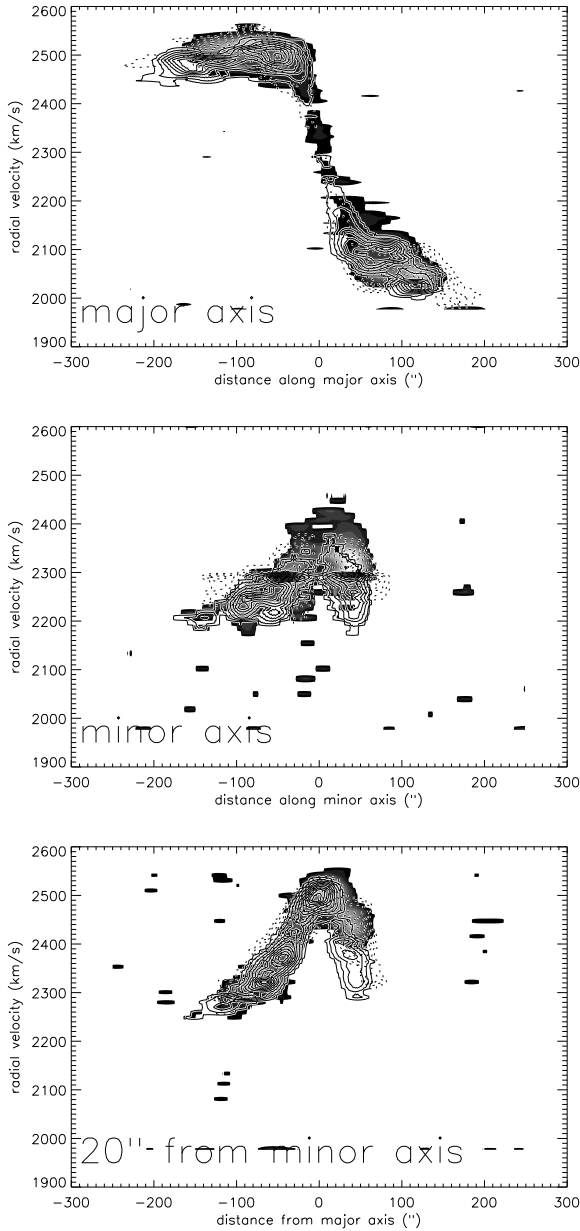 2600
2500
2400
2300
2200
2100
2000
1900
radial velocity (km/s)
major axis
−300 −200 −100 0 100 200 300
distance along major axis ('')
2600
2500
2400
2300
2200
2100
2000
1900
radial velocity (km/s)
minor axis
−300 −200 −100 0 100 200 300
distance along minor axis ('')
2600
2500
2400
2300
2200
2100
2000
1900
radial velocity (km/s)
20'' from minor axis
−300 −200 −100 0 100 200 300
distance from major axis ('')